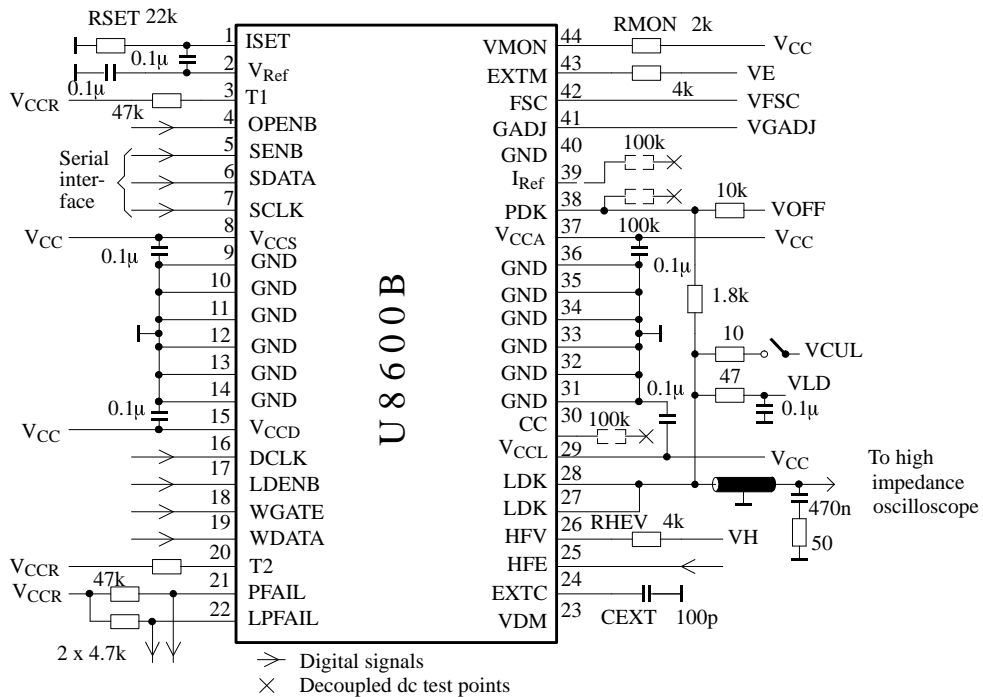 RSET 22k
1 ISET
0.1µ
2 VRef
0.1µ
VCCR 3 T1
47k
4 OPENB
5 SENB
Serial
inter-
face
6 SDATA
7 SCLK
VCC 8 VCCS
0.1µ
9 GND
10 GND
11 GND
12 GND
13 GND
14 GND
0.1µ
VCC 15 VCCD
16 DCLK
17 LDENB
18 WGATE
19 WDATA
VCCR 20 T2
47k
VCCR 21 PFAIL
22 LPFAIL
2 x 4.7k
U8600B
VMON 44 RMON 2k VCC
EXTM 43 VE
4k
FSC 42 VFSC
GADJ 41 VGADJ
GND 40
100k
IRef 39
PDK 38 10k VOFF
100k
VCCA 37 VCC
GND 36 0.1µ
GND 35
1.8k
GND 34
GND 33
GND 32
10 VCUL
GND 31
47 VLD
0.1µ
0.1µ
CC 30 100k
VCCL 29 VCC
LDK 28
To high
impedance
oscilloscope
LDK 27
470n
50
HFV 26 RHEV 4k VH
HFE 25
EXTC 24
CEXT 100p
VDM 23
Digital signals
Decoupled dc test points